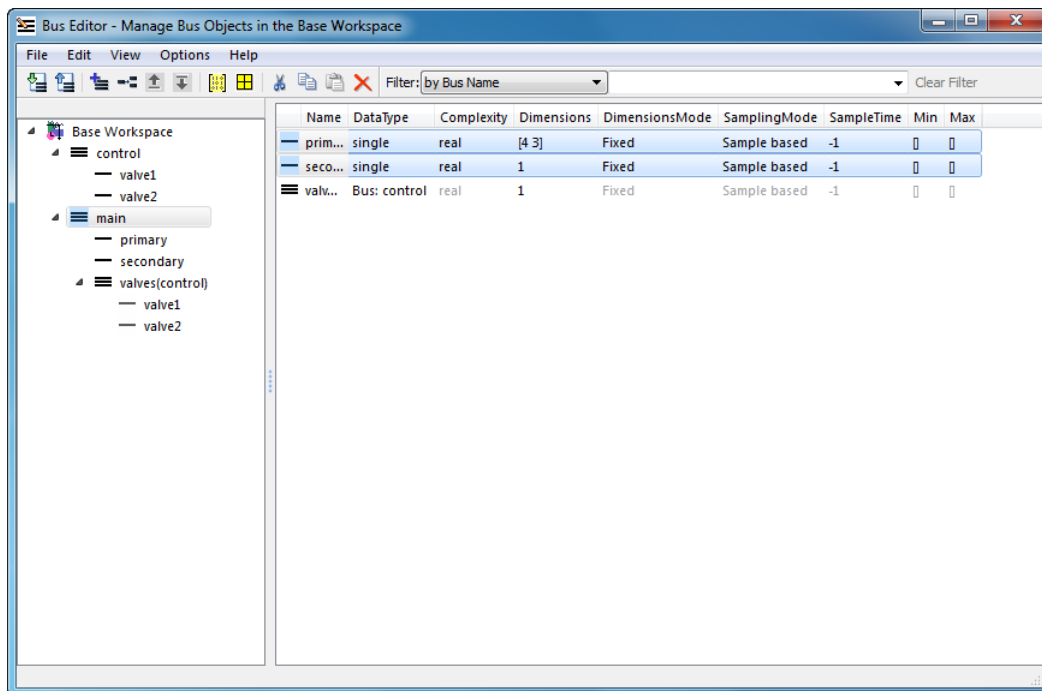 Bus Editor - Manage Bus Objects in the Base Workspace
File Edit View Options Help
Filter: by Bus Name Clear Filter
Name DataType Complexity Dimensions DimensionsMode SamplingMode SampleTime Min Max
prim... single real [4 3] Fixed Sample based -1 [] []
seco... single real 1 Fixed Sample based -1 [] []
valv... Bus: control real 1 Fixed Sample based -1 [] []
Base Workspace
control
valve1
valve2
main
primary
secondary
valves(control)
valve1
valve2